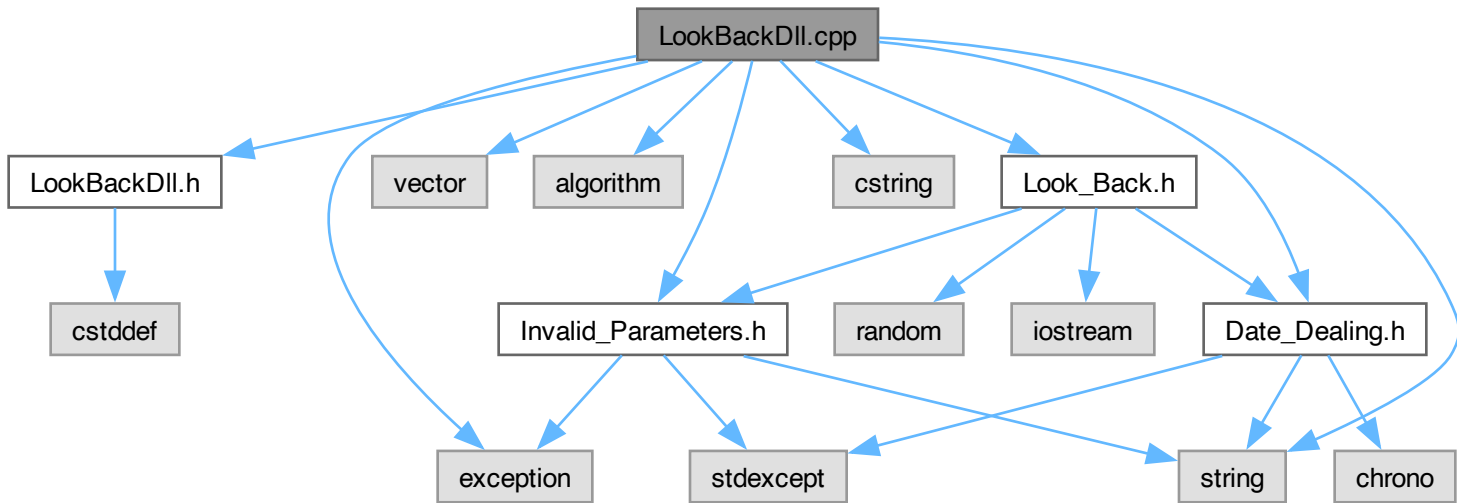 LookBackDll.cpp
LookBackDll.h
vector
algorithm
cstring
Look_Back.h
cstddef
Invalid_Parameters.h
random
iostream
Date_Dealing.h
exception
stdexcept
string
chrono